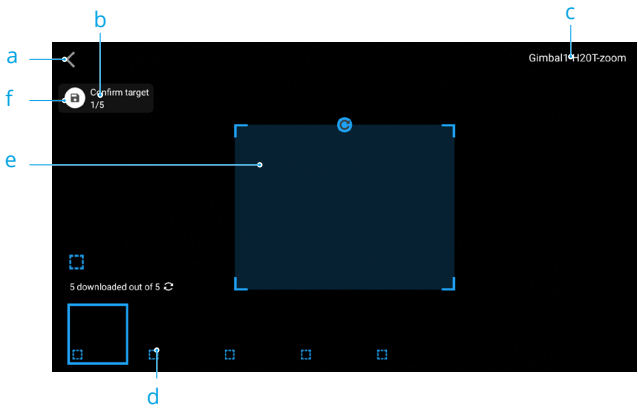 b
c
a
Gimbal1-H20T-zoom
f
Confirm target
1/5
e
5 downloaded out of 5
d